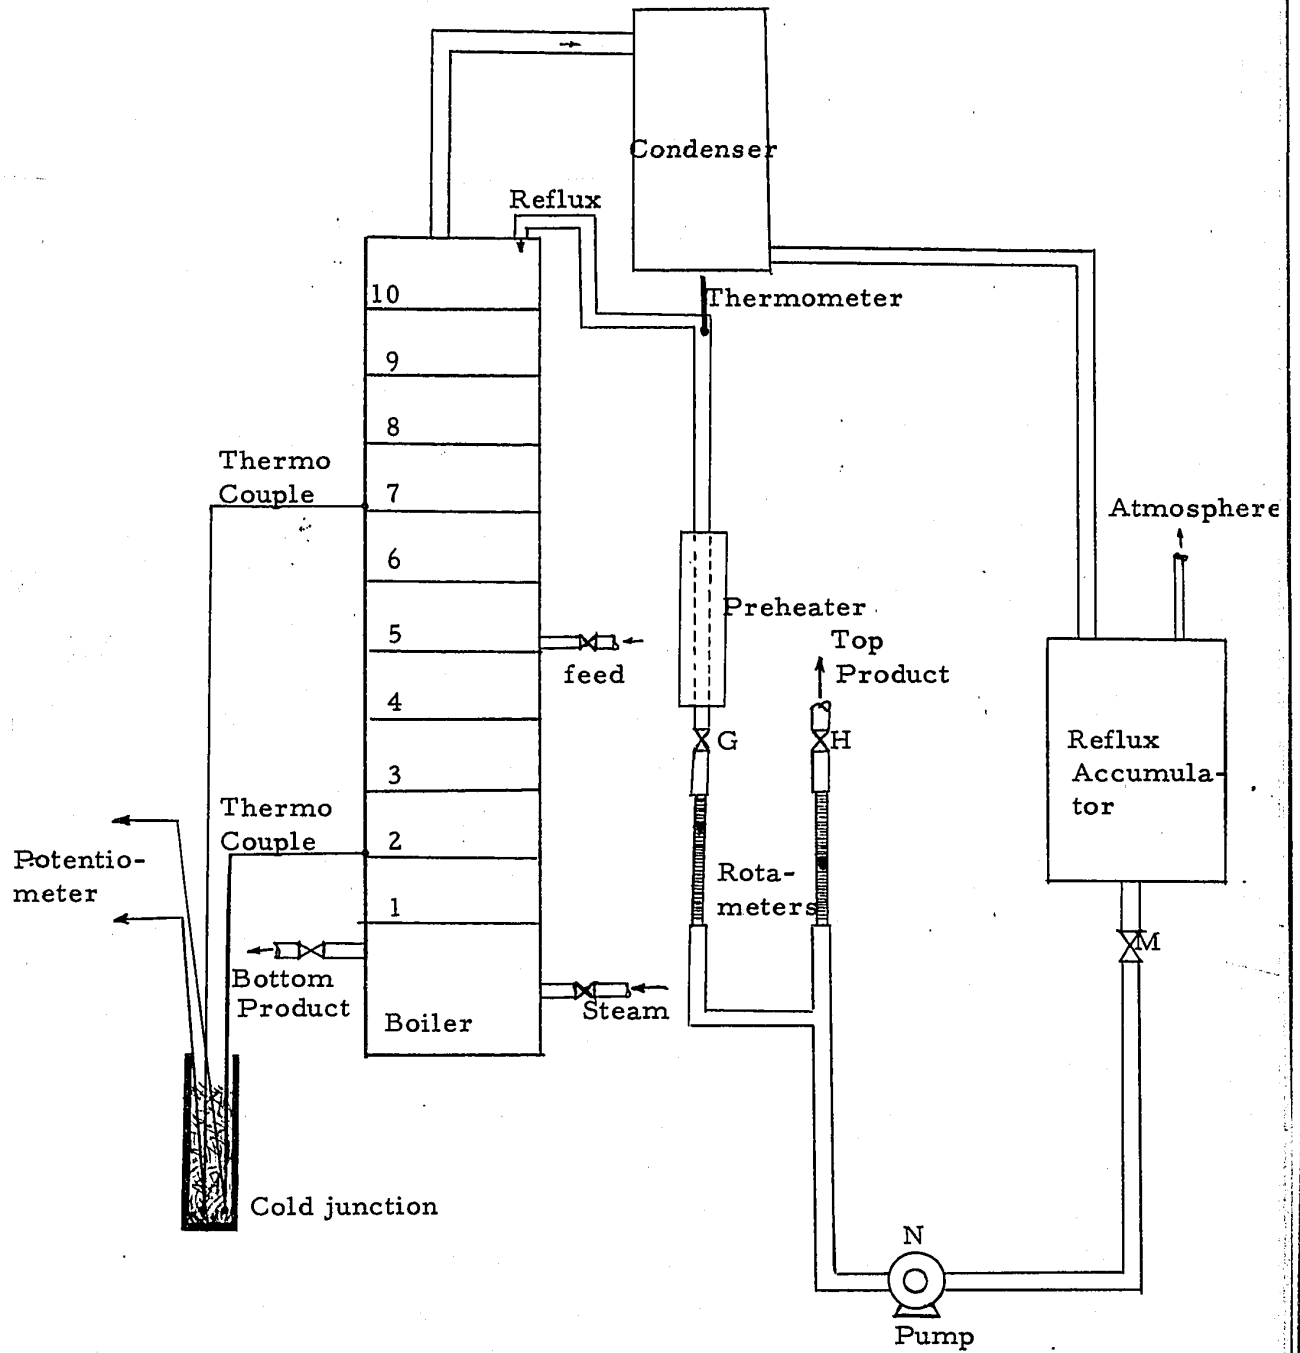 Condenser
Reflux
Thermometer
10
9
8
Thermo
Couple
7
6
5
feed
4
3
Thermo
Couple
2
1
Potentio-
meter
Bottom
Product
Boiler
Steam
Cold junction
Preheater
Top
Product
G
H
Rota-
meters
Atmosphere
Reflux
Accumula-
tor
M
N
Pump